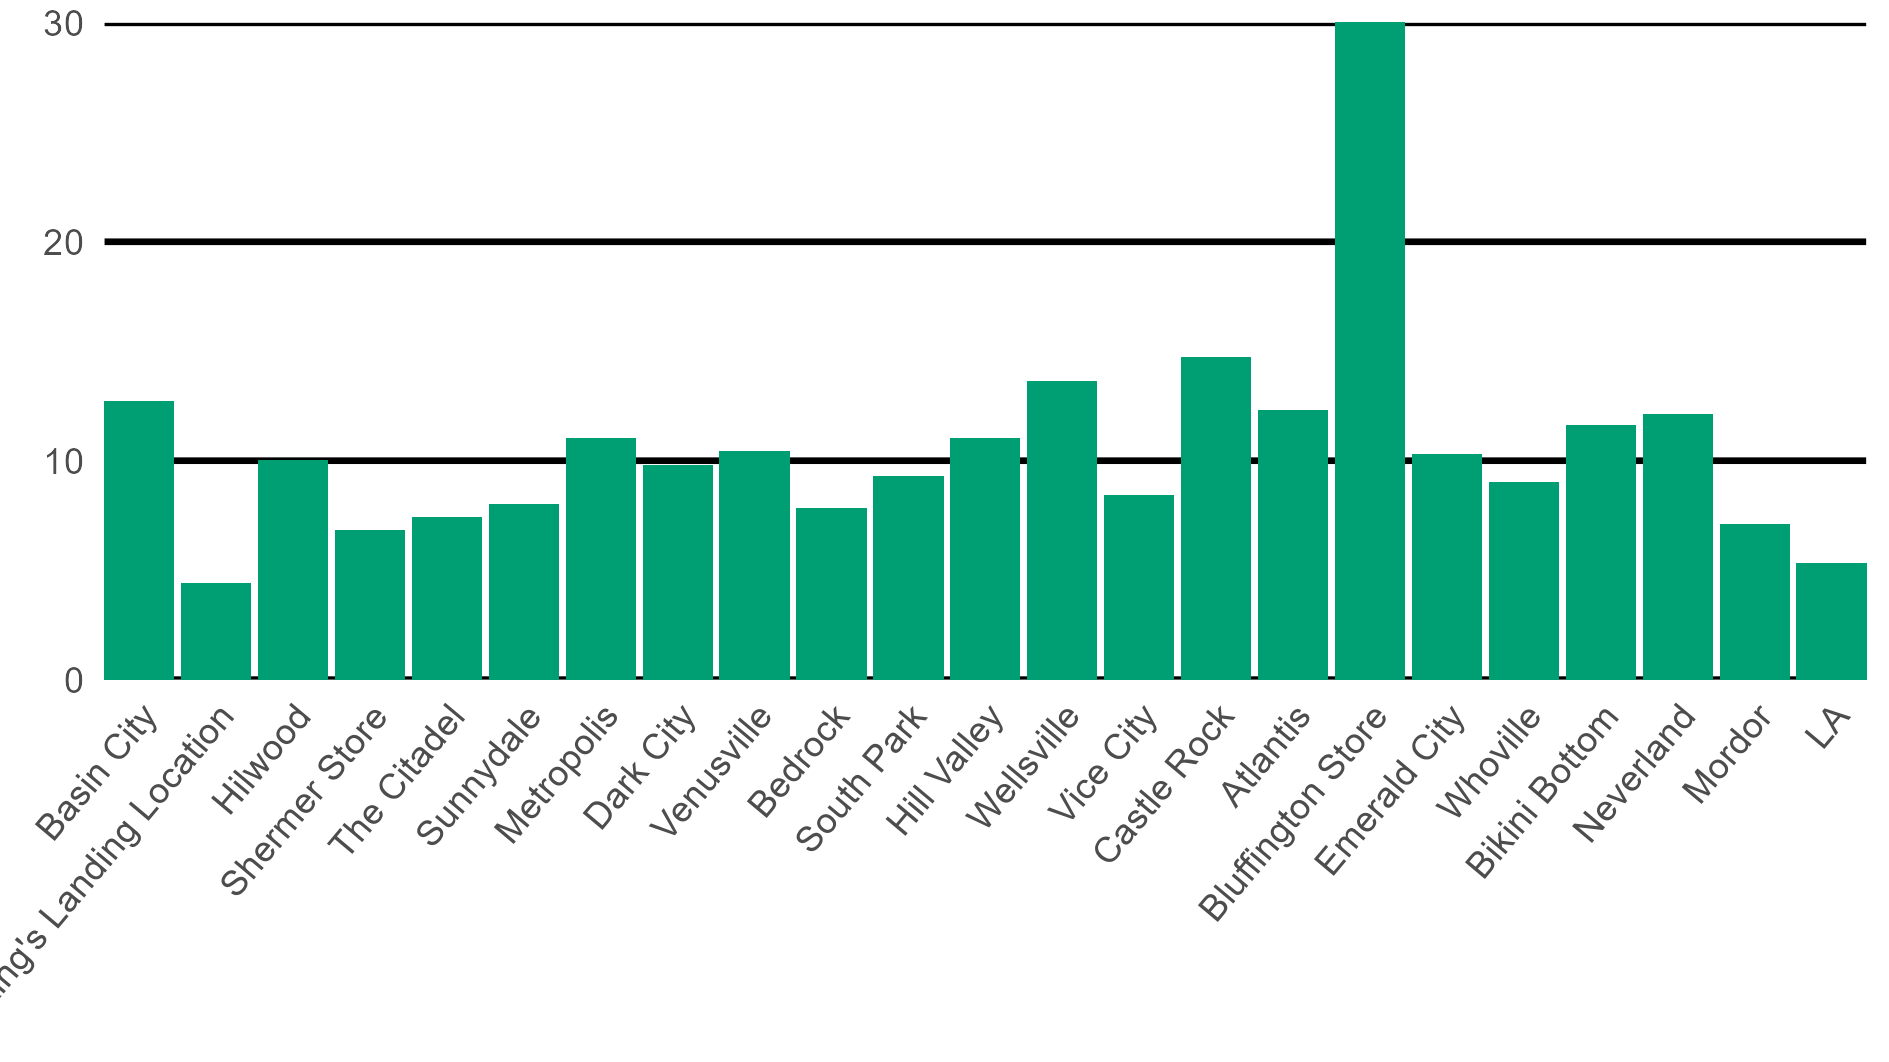 30
20
10
0
Basin City
ing's Landing Location
Hilwood
Shermer Store
The Citadel
Sunnydale
Metropolis
Dark City
Venusville
Bedrock
South Park
Hill Valley
Wellsville
Vice City
Castle Rock
Atlantis
Bluffington Store
Emerald City
Whoville
Bikini Bottom
Neverland
Mordor
LA